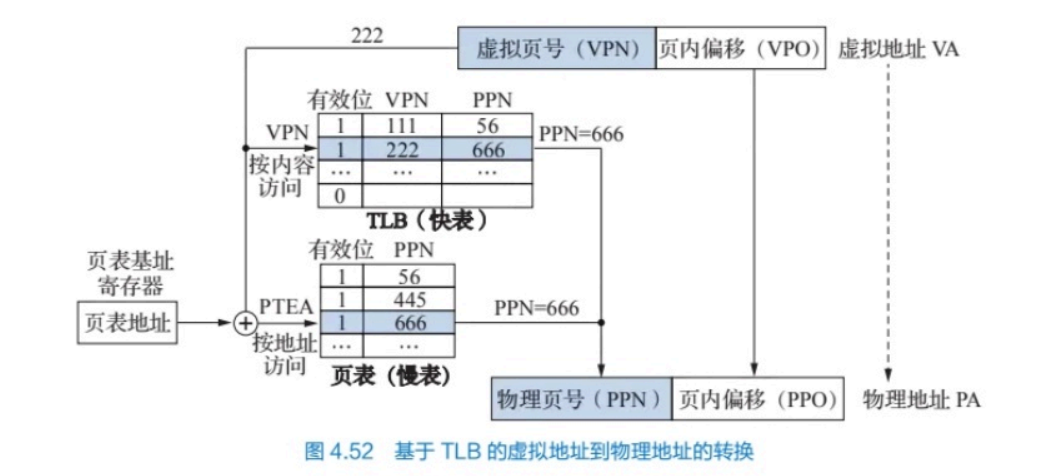 222
虚拟页号（VPN） 页内偏移（VPO） 虚拟地址 VA
有效位 VPN PPN
1 111 56
VPN 1 222 666 PPN=666
按内容 … … …
访问 0
TLB（快表）
有效位 PPN
页表基址
寄存器
1 56
PTEA 1 445
页表地址 + 1 666 PPN=666
按地址 … …
访问
页表（慢表）
物理页号（PPN） 页内偏移（PPO） 物理地址 PA
图 4.52 基于 TLB 的虚拟地址到物理地址的转换